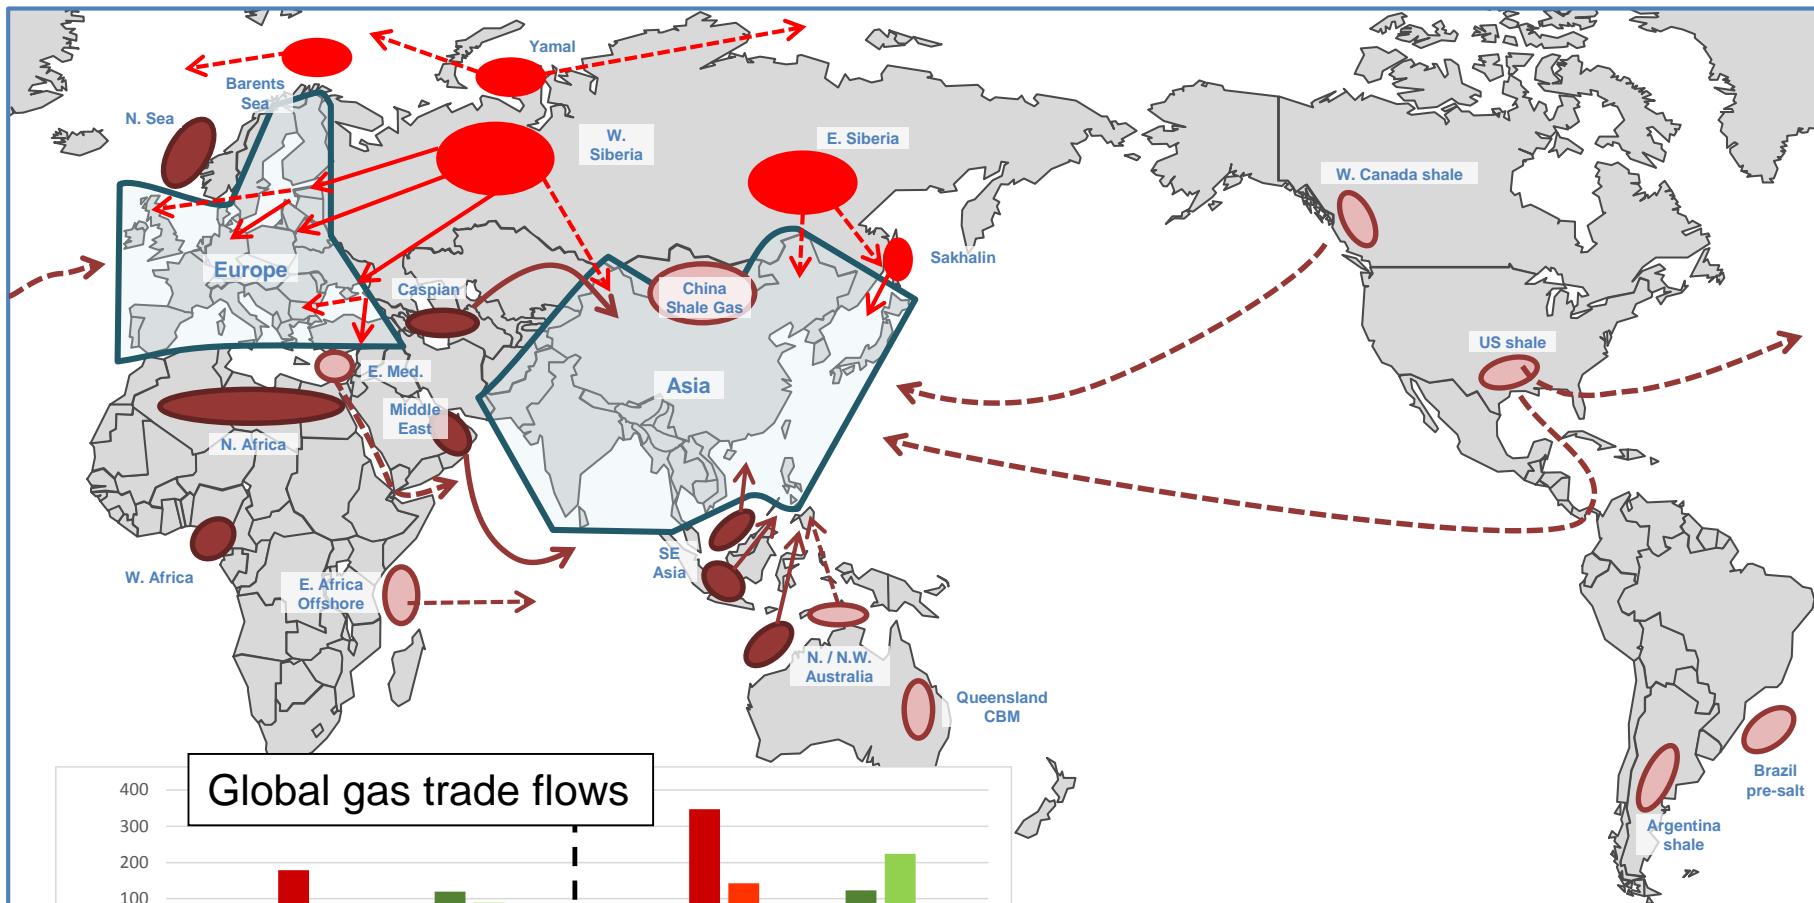 Yamal
Barents
Sea
N. Sea
W.
Siberia
E. Siberia
W. Canada shale
Sakhalin
Europe
Caspian
China
Shale Gas
US shale
E. Med.
Asia
Middle
East
N. Africa
SE
Asia
W. Africa
E. Africa
Offshore
N. / N.W.
Australia
Queensland
CBM
Brazil
pre-salt
Argentina
shale
Global gas trade flows
400
300
200
100